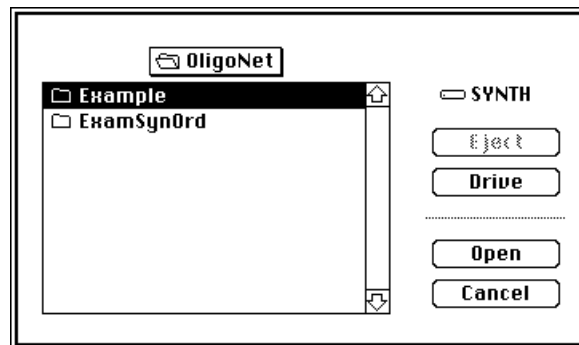 OligoNet
Example
ExamSynOrd
SYNTH
Eject
Drive
Open
Cancel